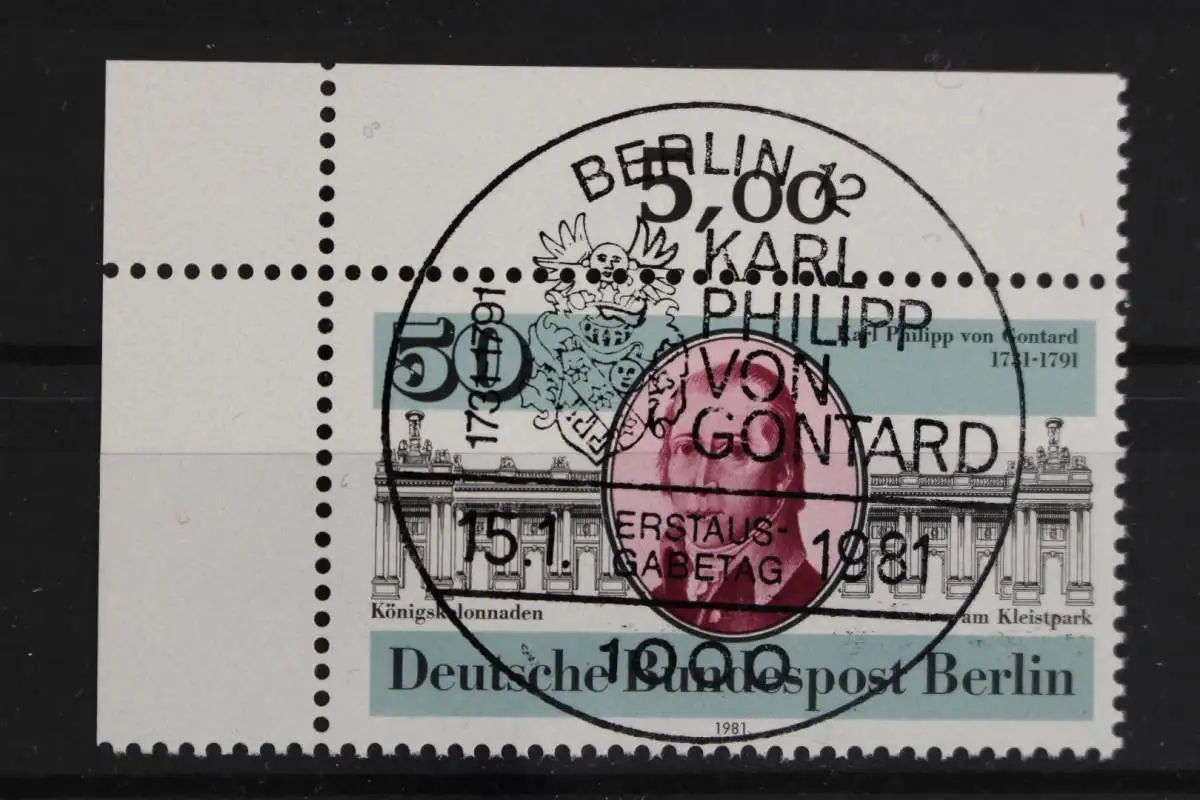 BERLIN 12
5,00
KARL
PHILIPP
VON
GONTARD
1731-1791
50
Karl Philipp von Gontard
1731-1791
15.1.
ERSTAUS-
GABETAG
1981
Königskolonnaden
am Kleistpark
1000
Deutsche Bundespost Berlin
1981